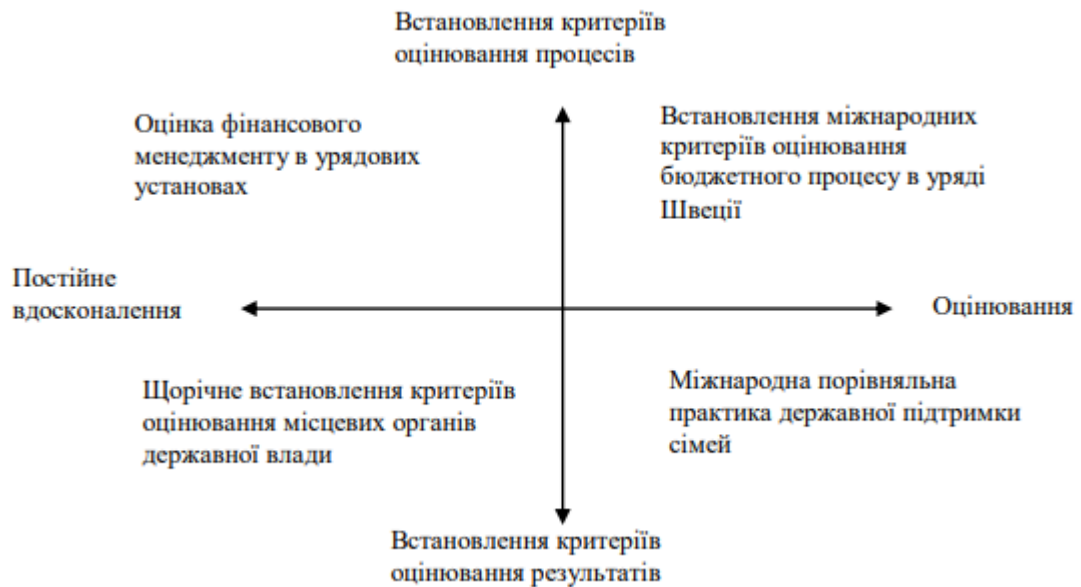 Встановлення критеріїв
оцінювання процесів
Оцінка фінансового
менеджменту в урядових
установах
Встановлення міжнародних
критеріїв оцінювання
бюджетного процесу в уряді
Швеції
Постійне
вдосконалення
Оцінювання
Щорічне встановлення критеріїв
оцінювання місцевих органів
державної влади
Міжнародна порівняльна
практика державної підтримки
сімей
Встановлення критеріїв
оцінювання результатів